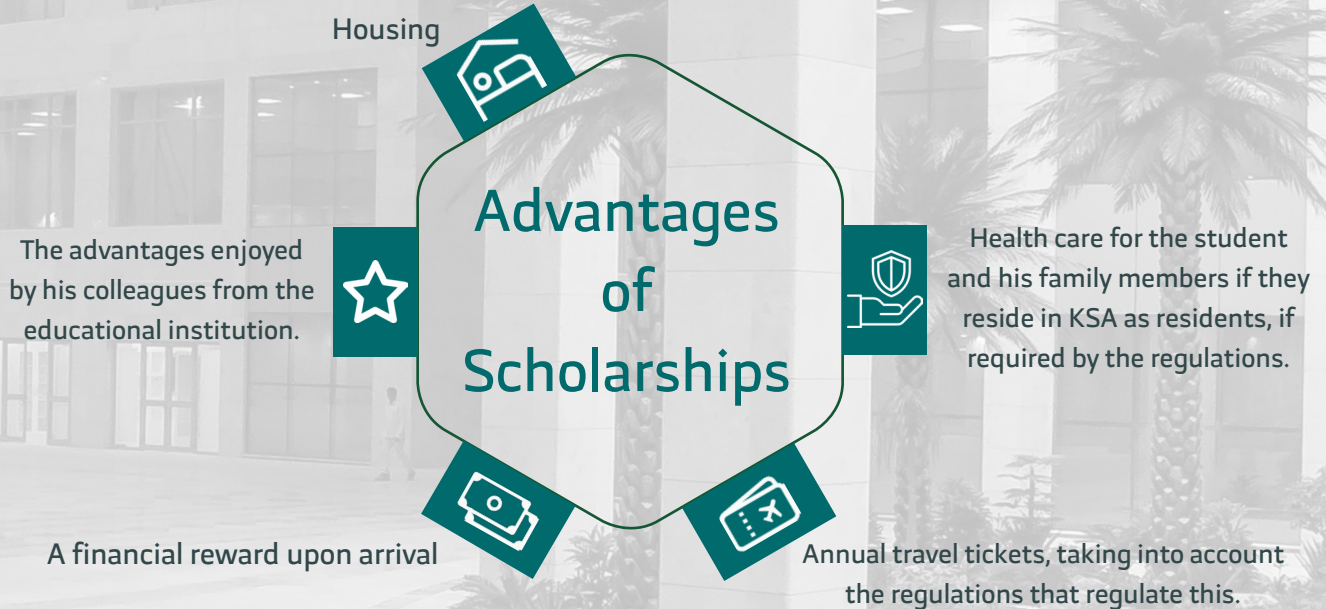 Housing
Advantages
of
Scholarships
The advantages enjoyed
by his colleagues from the
educational institution.
Health care for the student
and his family members if they
reside in KSA as residents, if
required by the regulations.
A financial reward upon arrival
Annual travel tickets, taking into account
the regulations that regulate this.